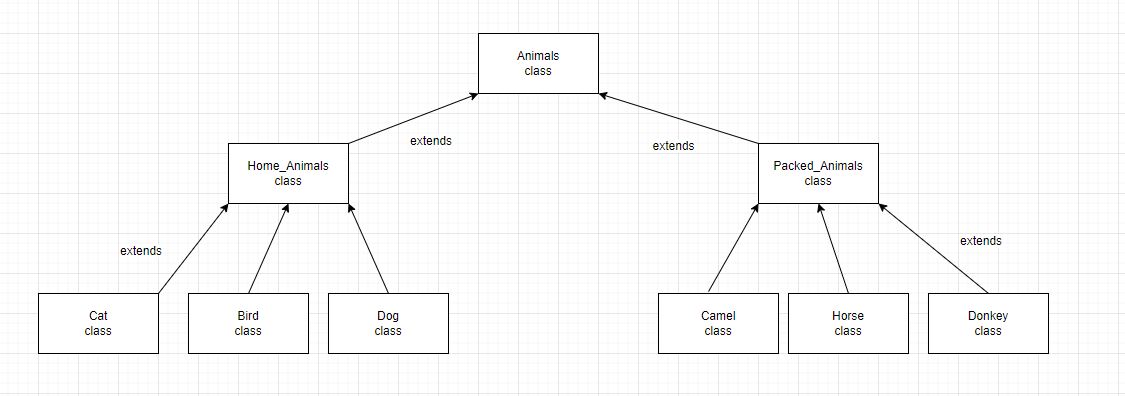 Animals
class
extends
extends
Home_Animals
class
Packed_Animals
class
extends
extends
Cat
class
Bird
class
Dog
class
Camel
class
Horse
class
Donkey
class